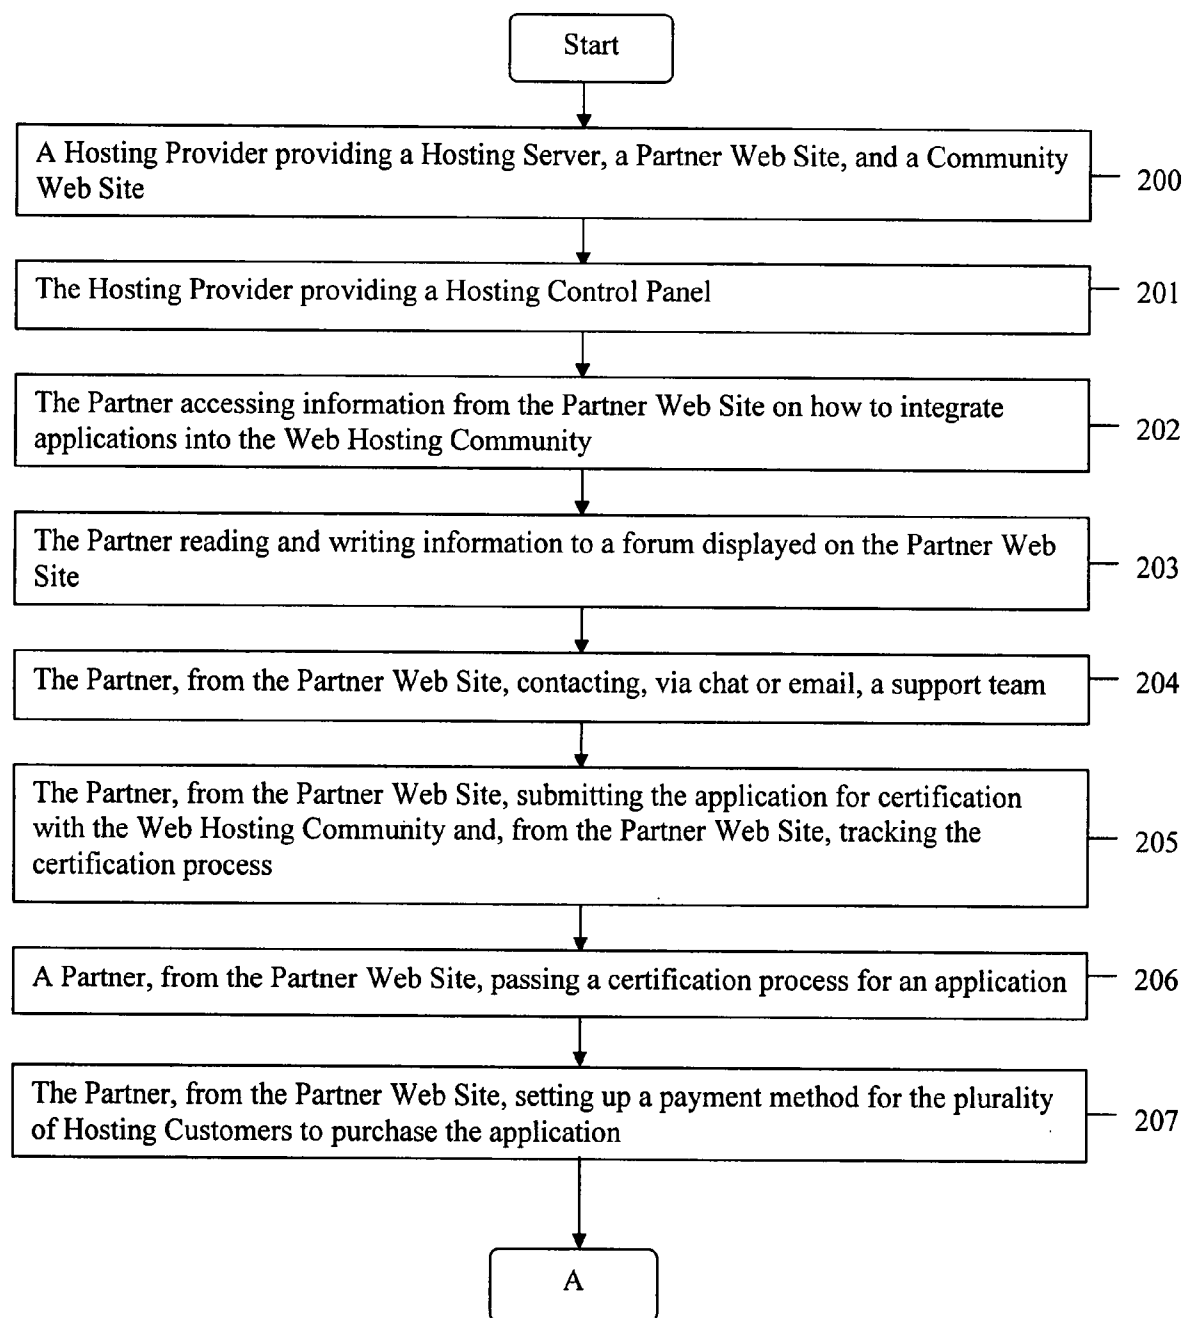 Start
A Hosting Provider providing a Hosting Server, a Partner Web Site, and a Community
Web Site
200
The Hosting Provider providing a Hosting Control Panel
201
The Partner accessing information from the Partner Web Site on how to integrate
applications into the Web Hosting Community
202
The Partner reading and writing information to a forum displayed on the Partner Web
Site
203
The Partner, from the Partner Web Site, contacting, via chat or email, a support team
204
The Partner, from the Partner Web Site, submitting the application for certification
with the Web Hosting Community and, from the Partner Web Site, tracking the
certification process
205
A Partner, from the Partner Web Site, passing a certification process for an application
206
The Partner, from the Partner Web Site, setting up a payment method for the plurality
of Hosting Customers to purchase the application
207
A